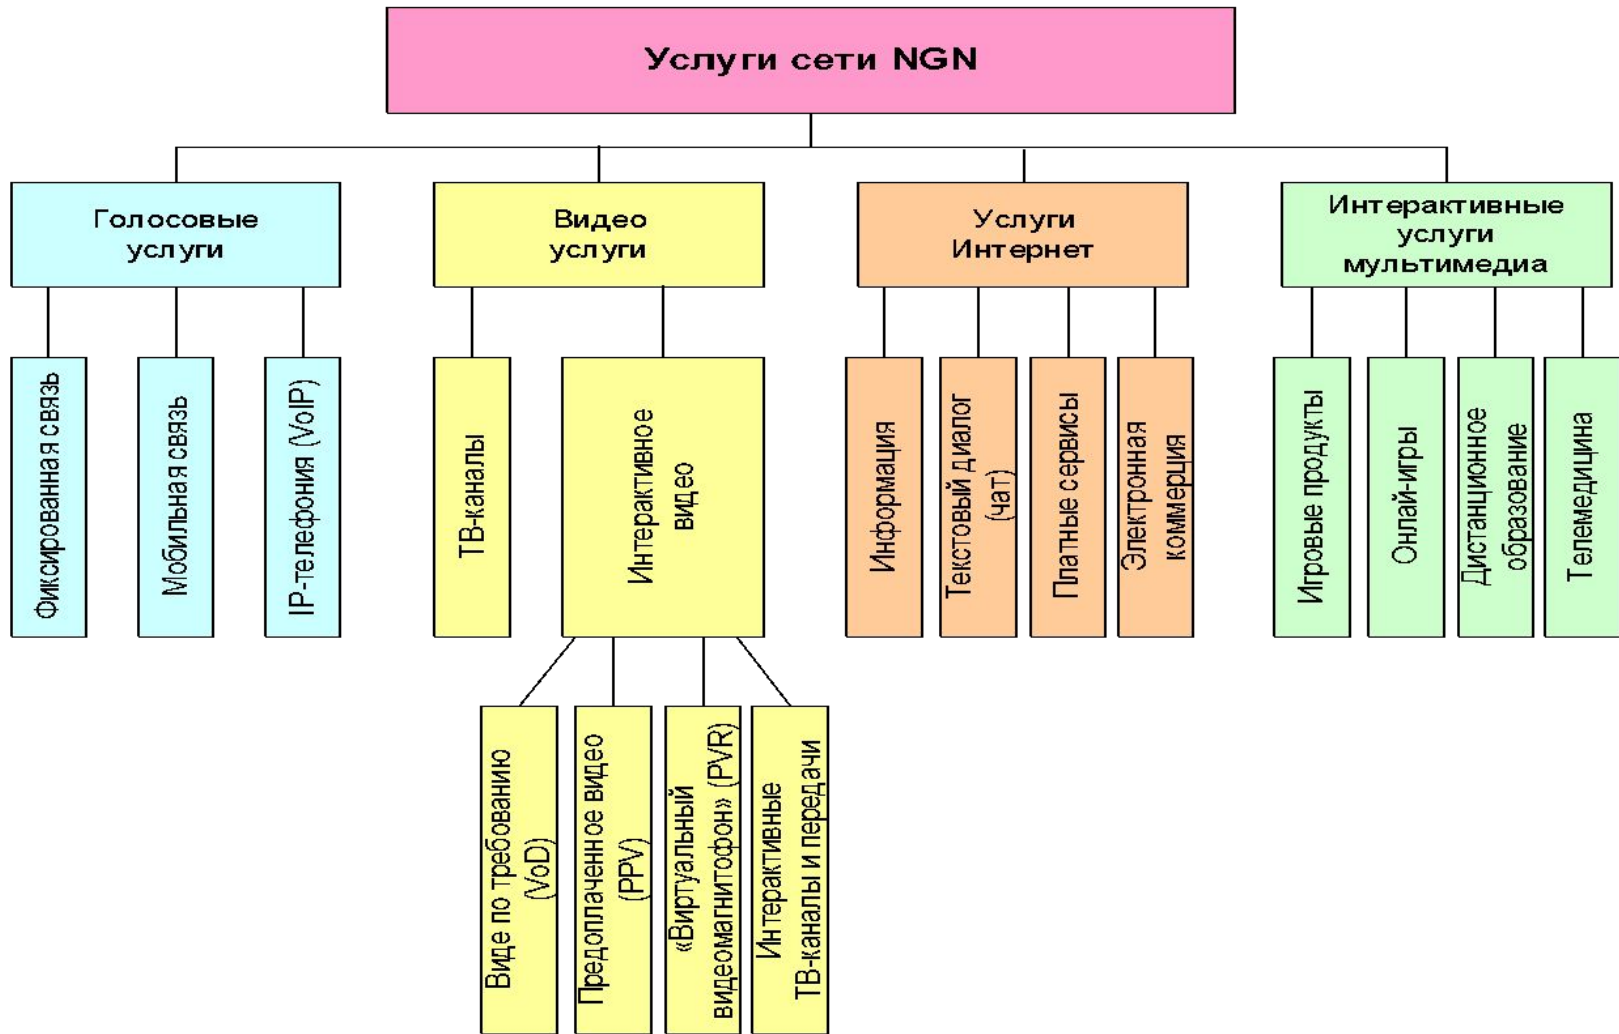 Услуги сети NGN
Голосовые
услуги
Видео
услуги
Услуги
Интернет
Интерактивные
услуги
мультимедиа
Фиксированная связь
Мобильная связь
IP-телефония (VoIP)
ТВ-каналы
Интерактивное
видео
Информация
Текстовый диалог
(чат)
Платные сервисы
Электронная
коммерция
Игровые продукты
Онлай-игры
Дистанционное
образование
Телемедицина
Виде по требованию
(VoD)
Предоплаченное видео
(PPV)
«Виртуальный
видеомагнитофон» (PVR)
Интерактивные
ТВ-каналы и передачи